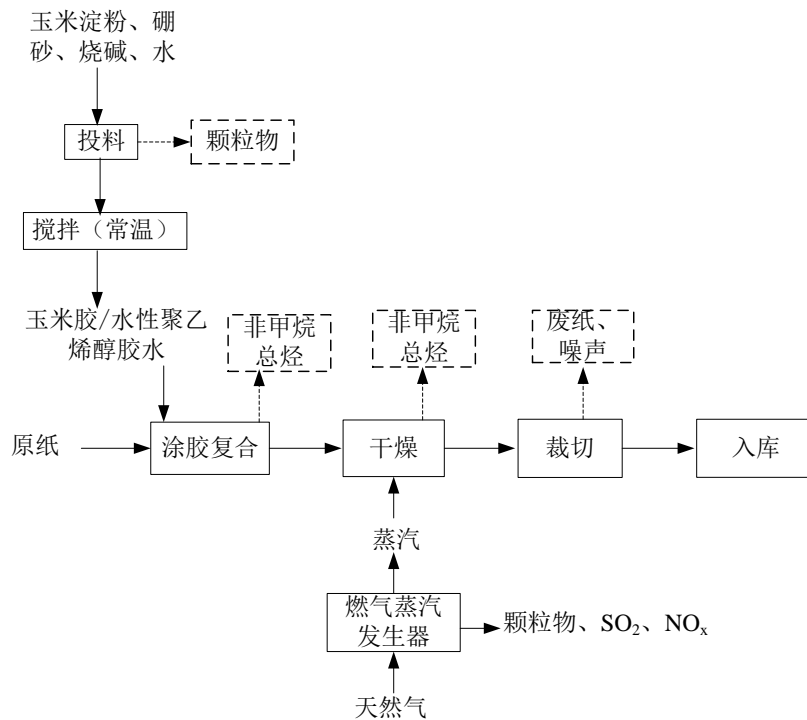 玉米淀粉、硼
砂、烧碱、水
投料
颗粒物
搅拌（常温）
玉米胶/水性聚乙
烯醇胶水
非甲烷
总烃
非甲烷
总烃
废纸、
噪声
原纸
涂胶复合
干燥
裁切
入库
蒸汽
燃气蒸汽
发生器
颗粒物、SO₂、NOₓ
天然气